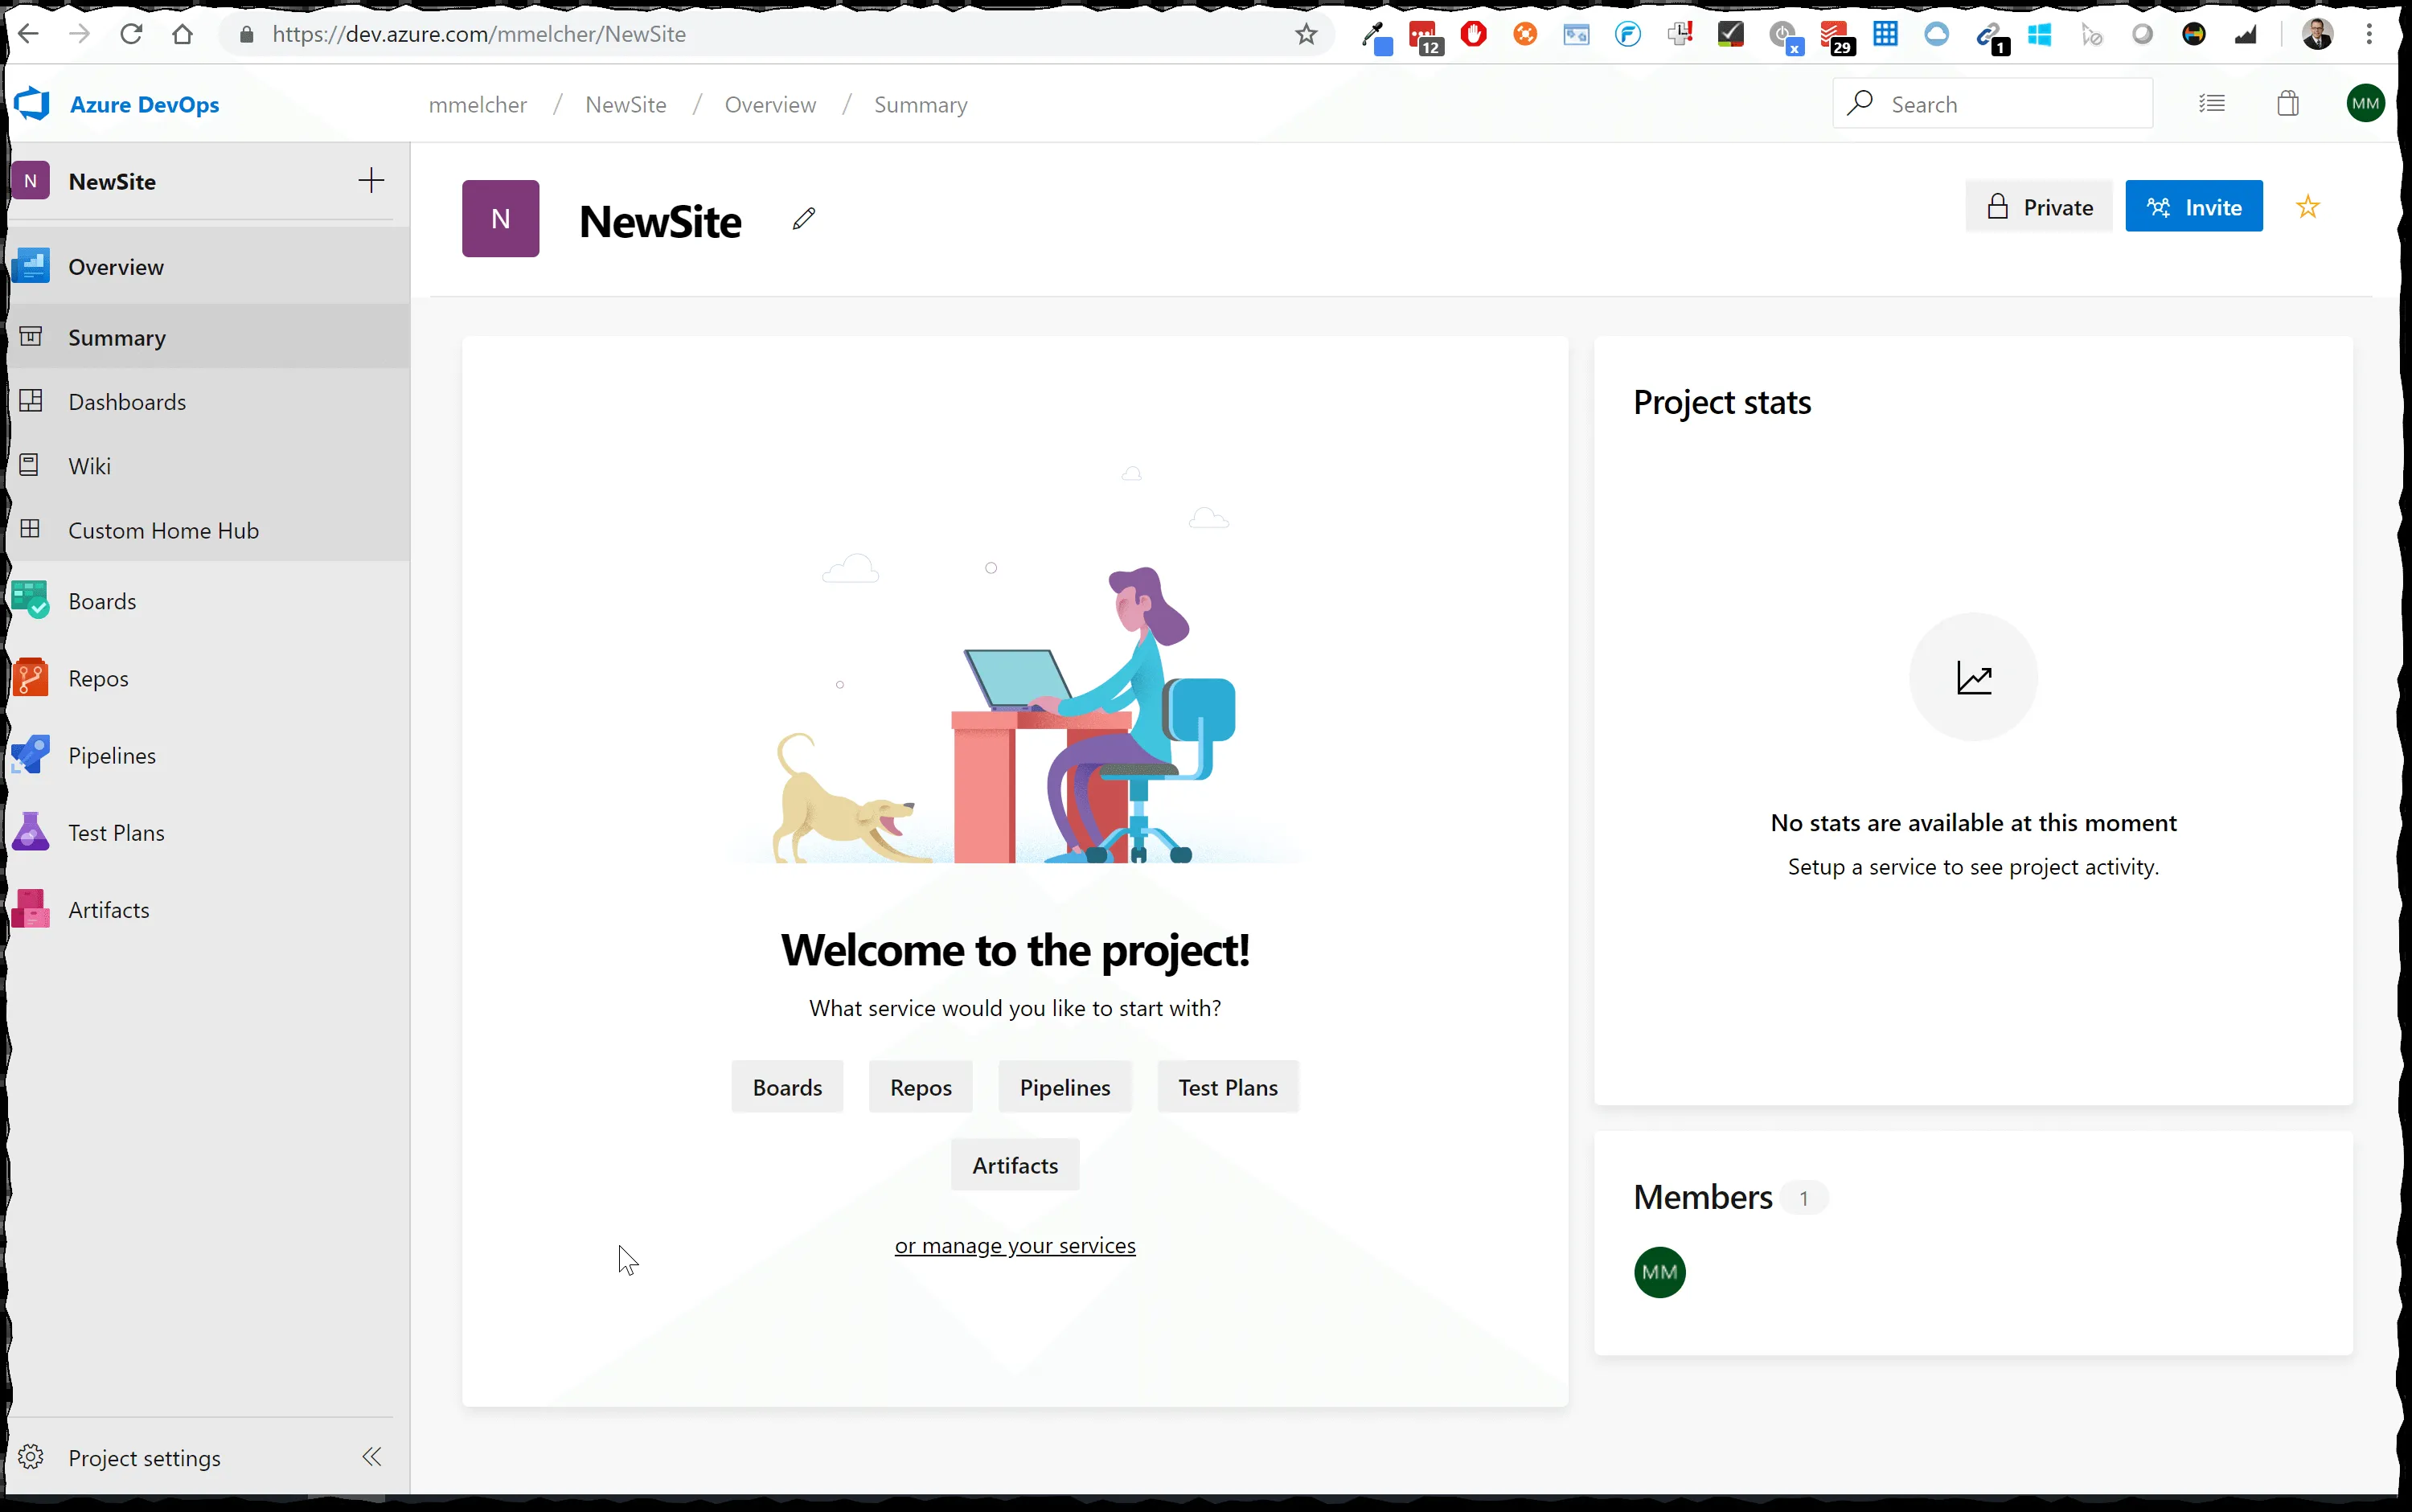 https://dev.azure.com/mmelcher/NewSite
12
x
29
1
Azure DevOps
mmelcher / NewSite / Overview / Summary
Search
MM
N NewSite
Overview
Summary
Dashboards
Wiki
Custom Home Hub
Boards
Repos
Pipelines
Test Plans
Artifacts
Project settings
N
NewSite
Private
Invite
Welcome to the project!
What service would you like to start with?
Boards Repos Pipelines Test Plans
Artifacts
or manage your services
Project stats
No stats are available at this moment
Setup a service to see project activity.
Members 1
MM